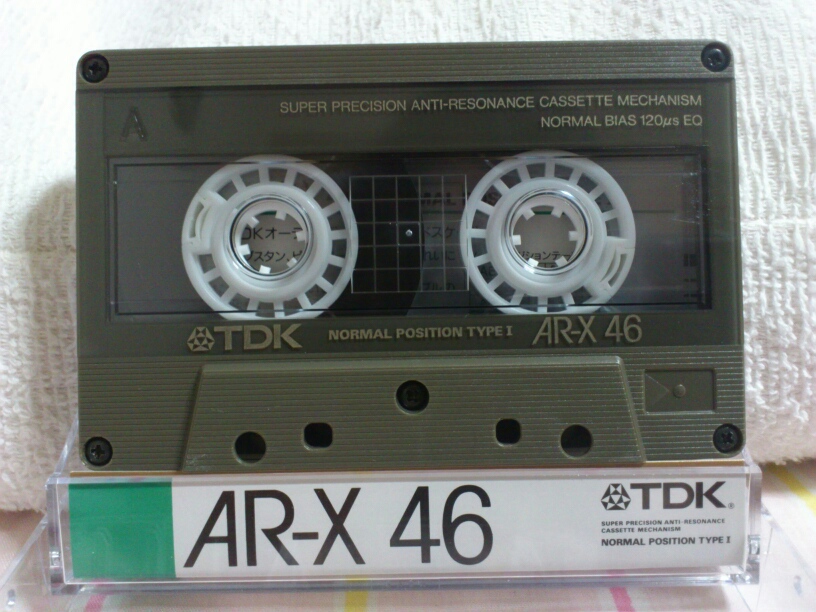 A
SUPER PRECISION ANTI-RESONANCE CASSETTE MECHANISM
NORMAL BIAS 120µs EQ
TDK NORMAL POSITION TYPE I AR-X 46
AR-X 46
TDK®
SUPER PRECISION ANTI-RESONANCE
CASSETTE MECHANISM
NORMAL POSITION TYPE I